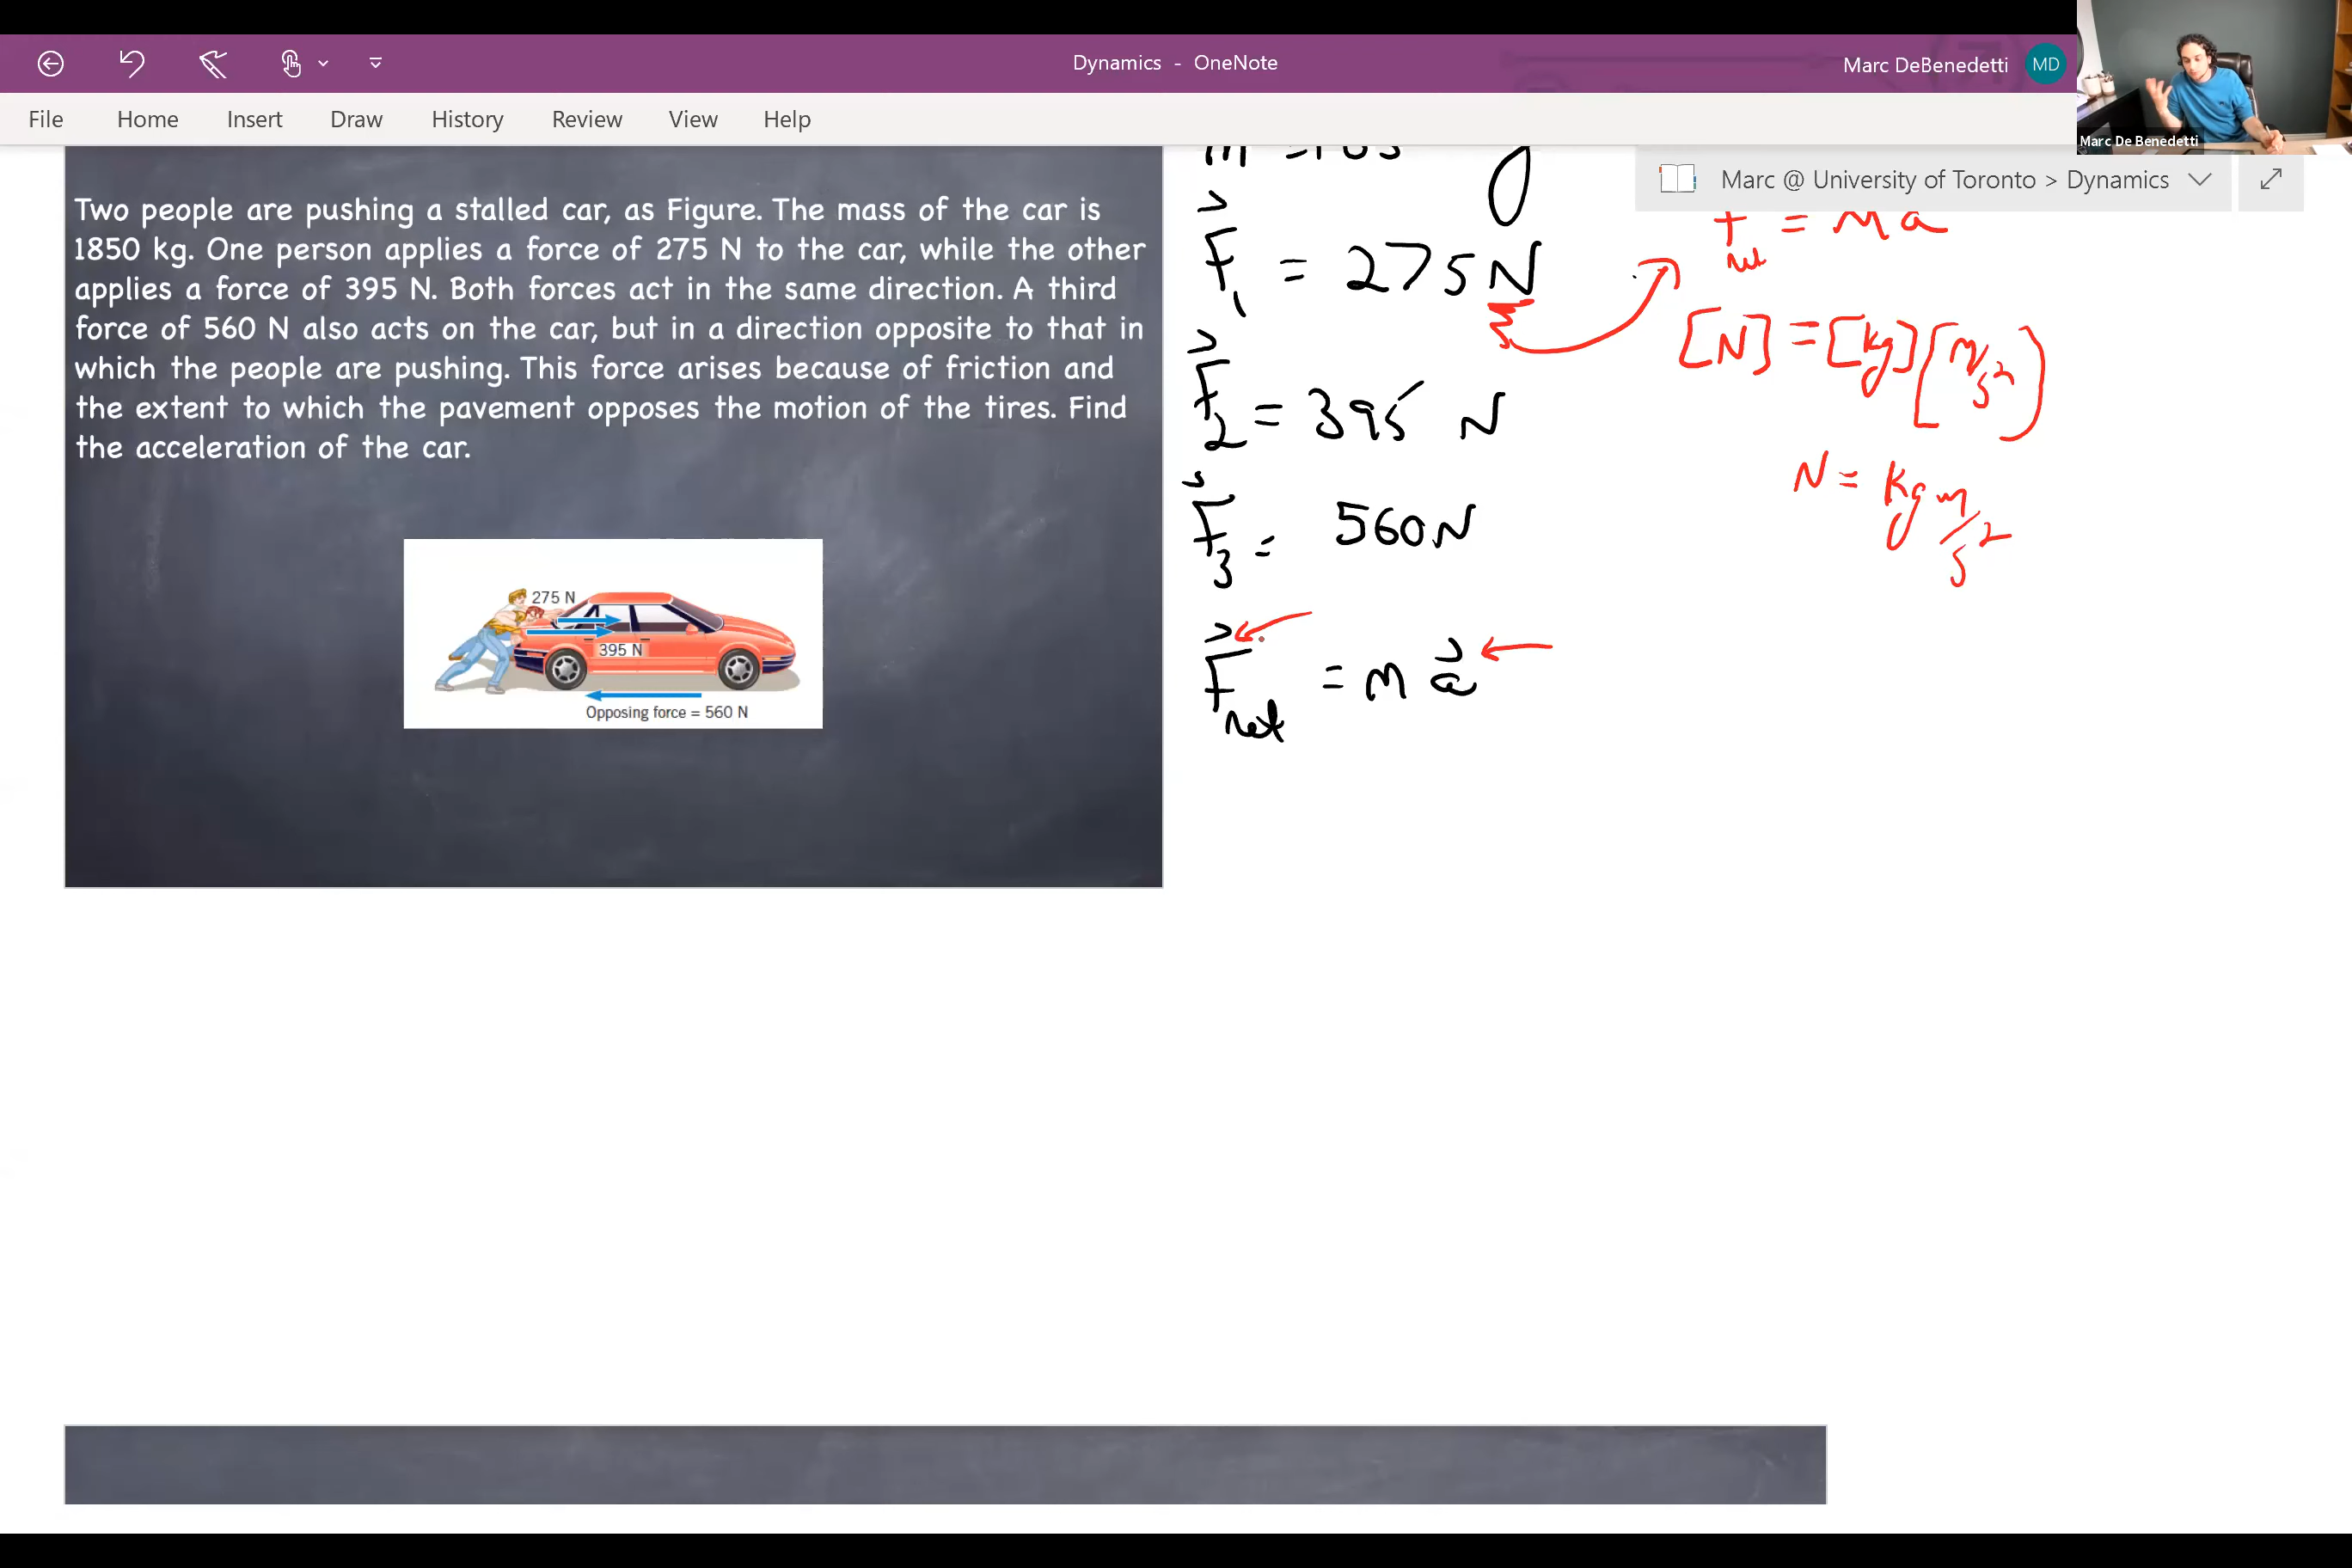 Dynamics - OneNote
Marc DeBenedetti MD
File Home Insert Draw History Review View Help
Marc De Benedetti
Marc @ University of Toronto > Dynamics
Two people are pushing a stalled car, as Figure. The mass of the car is
1850 kg. One person applies a force of 275 N to the car, while the other
applies a force of 395 N. Both forces act in the same direction. A third
force of 560 N also acts on the car, but in a direction opposite to that in
which the people are pushing. This force arises because of friction and
the extent to which the pavement opposes the motion of the tires. Find
the acceleration of the car.
275 N
395 N
Opposing force = 560 N
F⃗1 = 275 N
F⃗2 = 395 N
F⃗3 = 560 N
F⃗net = m a⃗
Fnet = m a
[N] = [kg] [m/s²]
N = kg m/s²